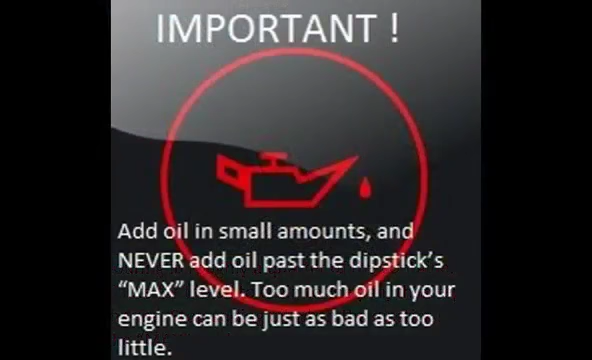 IMPORTANT !
Add oil in small amounts, and
NEVER add oil past the dipstick's
“MAX” level. Too much oil in your
engine can be just as bad as too
little.